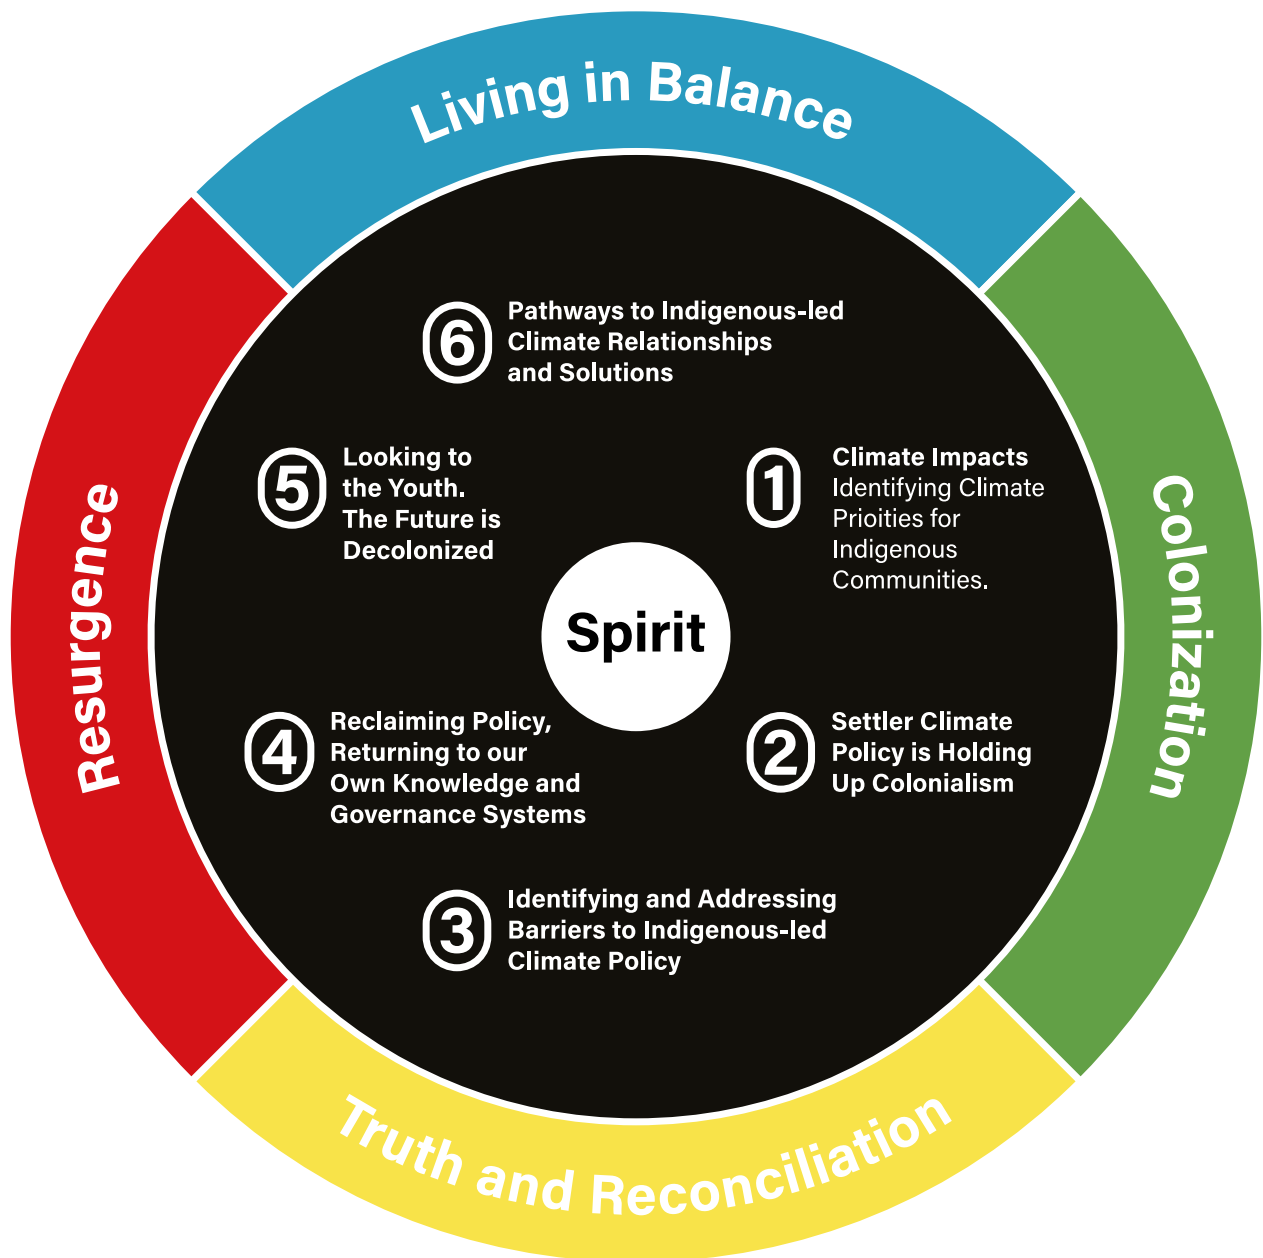 Living in Balance
6
Pathways to Indigenous-led
Climate Relationships
and Solutions
5
Looking to
the Youth.
The Future is
Decolonized
1
Climate Impacts
Identifying Climate
Prioities for
Indigenous
Communities.
Resurgence
Colonization
Spirit
4
Reclaiming Policy,
Returning to our
Own Knowledge and
Governance Systems
2
Settler Climate
Policy is Holding
Up Colonialism
3
Identifying and Addressing
Barriers to Indigenous-led
Climate Policy
Truth and Reconciliation